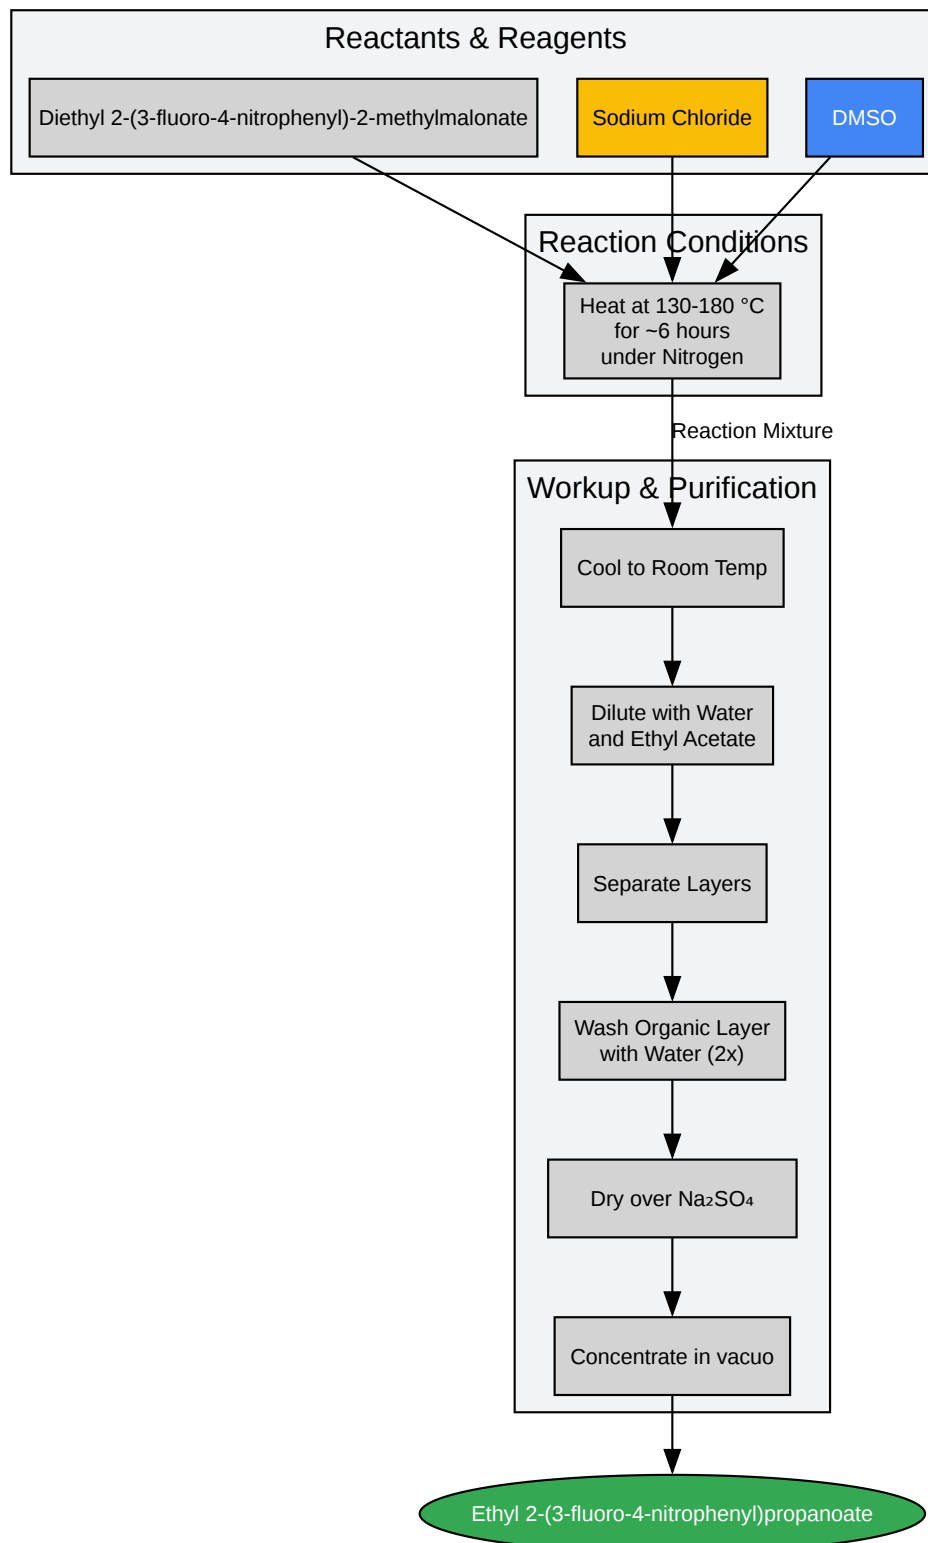 Reactants & Reagents
Diethyl 2-(3-fluoro-4-nitrophenyl)-2-methylmalonate
Sodium Chloride
DMSO
Reaction Conditions
Heat at 130-180 °C
for ~6 hours
under Nitrogen
Reaction Mixture
Workup & Purification
Cool to Room Temp
Dilute with Water
and Ethyl Acetate
Separate Layers
Wash Organic Layer
with Water (2x)
Dry over Na₂SO₄
Concentrate in vacuo
Ethyl 2-(3-fluoro-4-nitrophenyl)propanoate